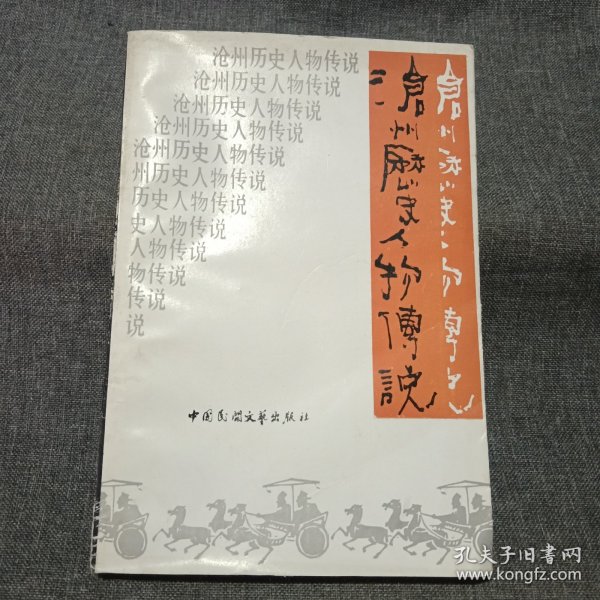 沧州历史人物传说
沧州历史人物传说
沧州历史人物传说
沧州历史人物传说
沧州历史人物传说
州历史人物传说
历史人物传说
史人物传说
人物传说
物传说
传说
说
滄州歷史人物傳說
中国民间文艺出版社
孔夫子旧书网
www.kongfz.com